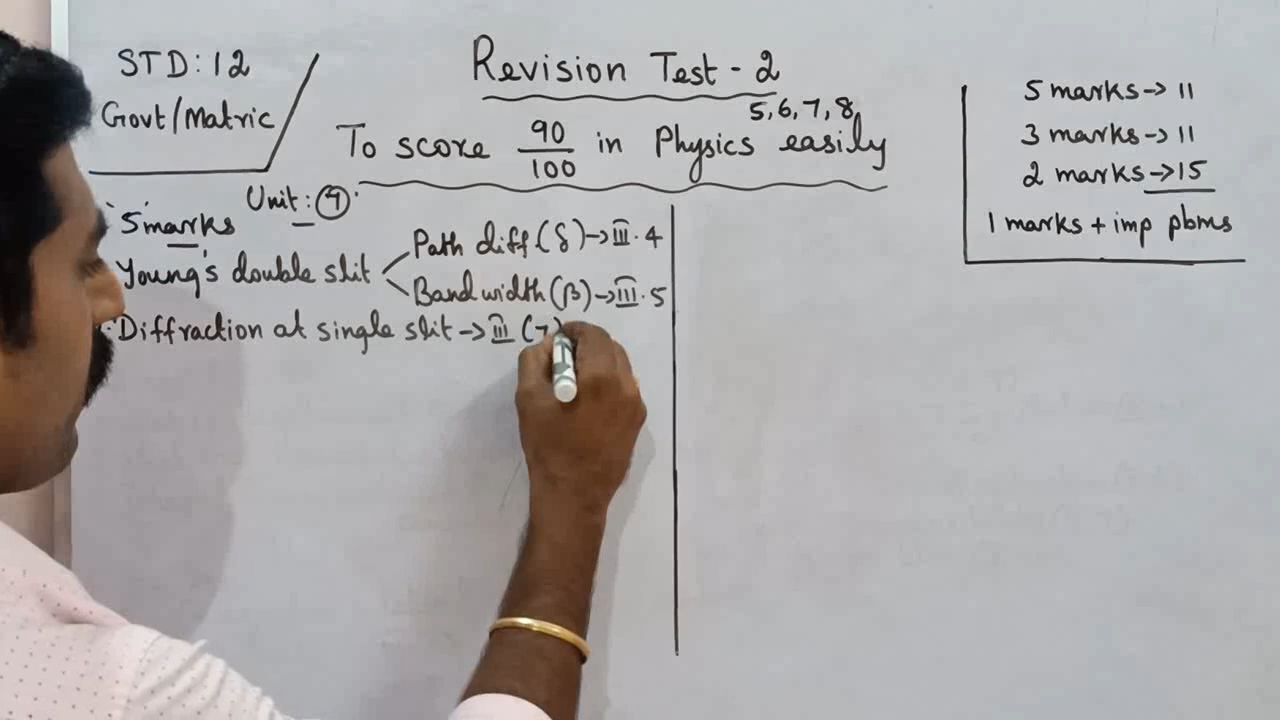 STD: 12
Govt/Matric
Revision Test - 2
5, 6, 7, 8
To score 90/100 in Physics easily
5 marks → 11
3 marks → 11
2 marks → 15
1 marks + imp pbms
Unit: 7
5 marks
Young's double slit
Path diff (δ) → III. 4
Band width (β) → III. 5
Diffraction at single slit → III (7)